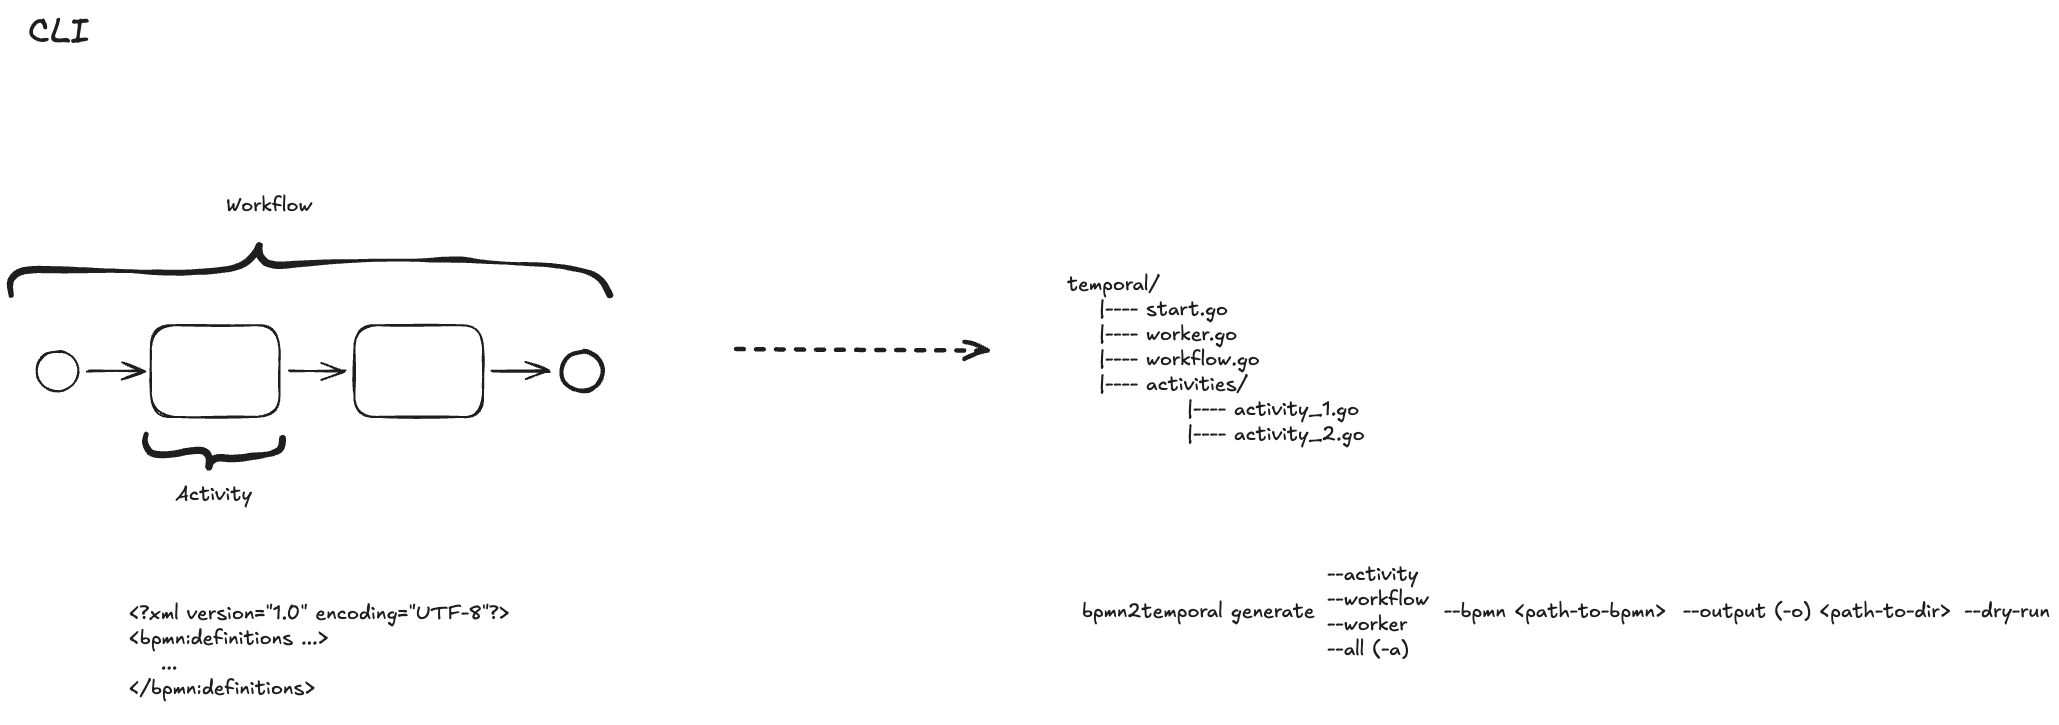 CLI
Workflow
Activity
<?xml version="1.0" encoding="UTF-8"?>
<bpmn:definitions ...>
...
</bpmn:definitions>
temporal/
|---- start.go
|---- worker.go
|---- workflow.go
|---- activities/
|---- activity_1.go
|---- activity_2.go
--activity
--workflow
bpmn2temporal generate --bpmn <path-to-bpmn> --output (-o) <path-to-dir> --dry-run
--worker
--all (-a)